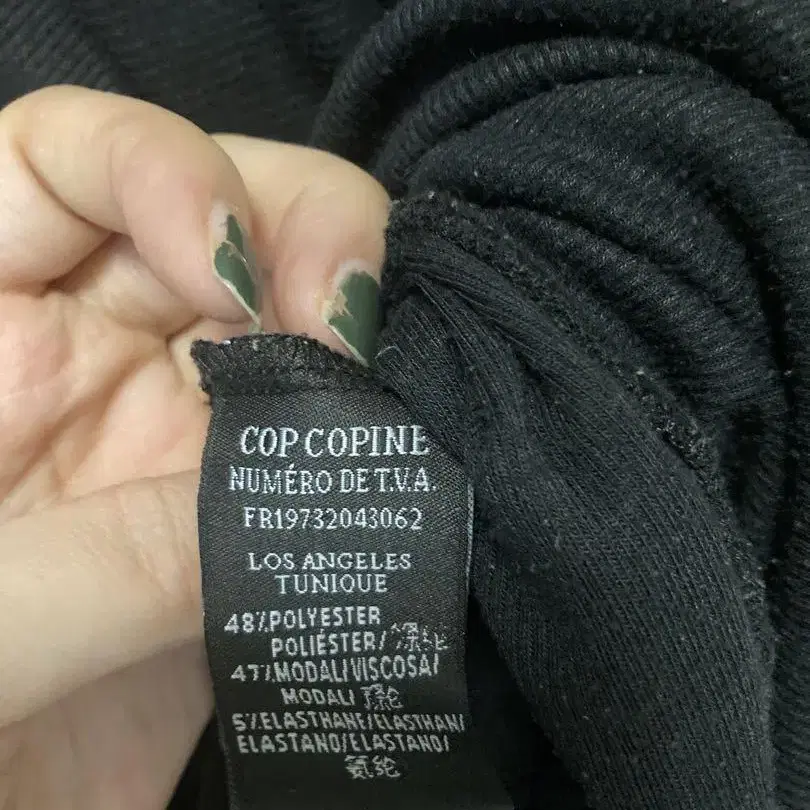 COP COPINE
NUMÉRO DE T.V.A.
FR19732043062
LOS ANGELES
TUNIQUE
48%POLYESTER
POLIÉSTER/
47%MODAL/VISCOSA/
MODAL/
5%ELASTHANE/ELASTHAN/
ELASTANO/ELASTANO/
氨纶